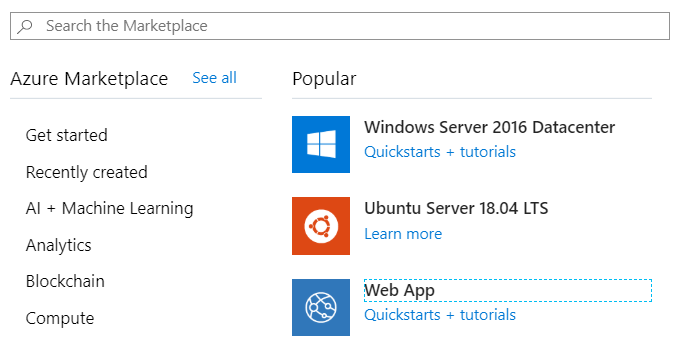 Search the Marketplace
Azure Marketplace See all
Get started
Recently created
AI + Machine Learning
Analytics
Blockchain
Compute
Popular
Windows Server 2016 Datacenter
Quickstarts + tutorials
Ubuntu Server 18.04 LTS
Learn more
Web App
Quickstarts + tutorials